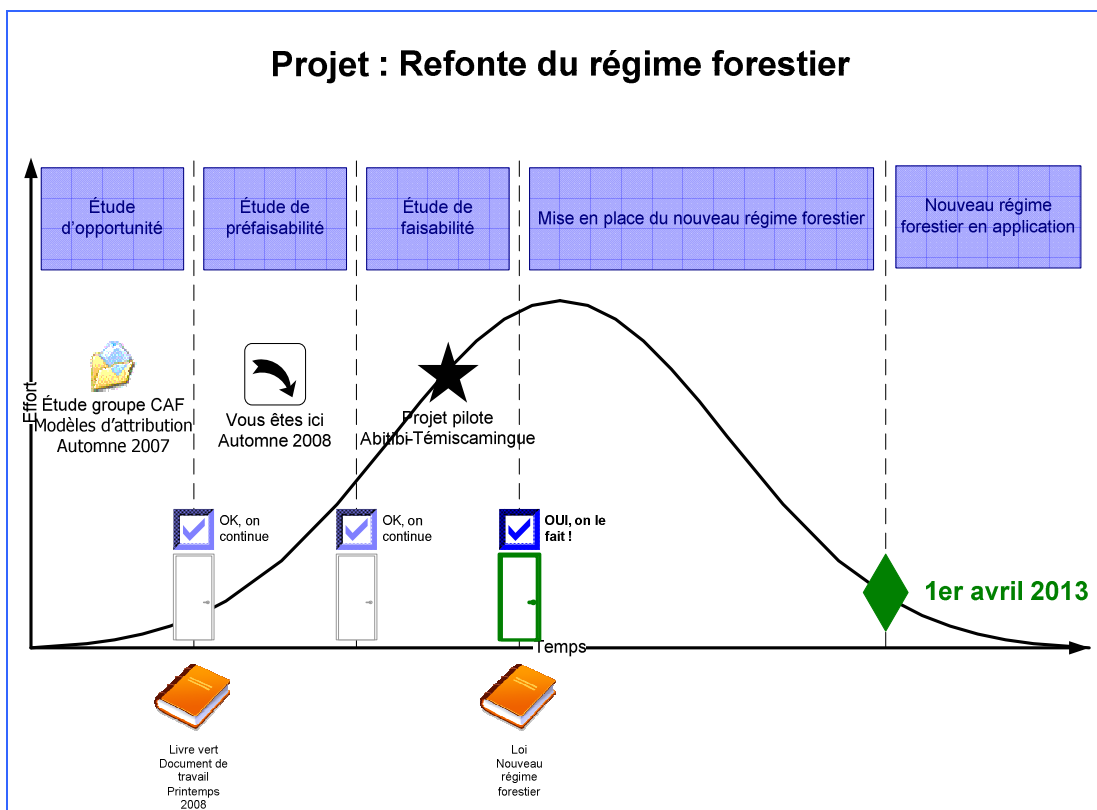 Projet : Refonte du régime forestier
Étude
d'opportunité
Étude de
préfaisabilité
Étude de
faisabilité
Mise en place du nouveau régime forestier
Nouveau régime
forestier en application
Effort
Étude groupe CAF
Modèles d'attribution
Automne 2007
Vous êtes ici
Automne 2008
Projet pilote
Abitibi-Témiscamingue
OK, on
continue
OK, on
continue
OUI, on le
fait !
1er avril 2013
Temps
Livre vert
Document de
travail
Printemps
2008
Loi
Nouveau
régime
forestier